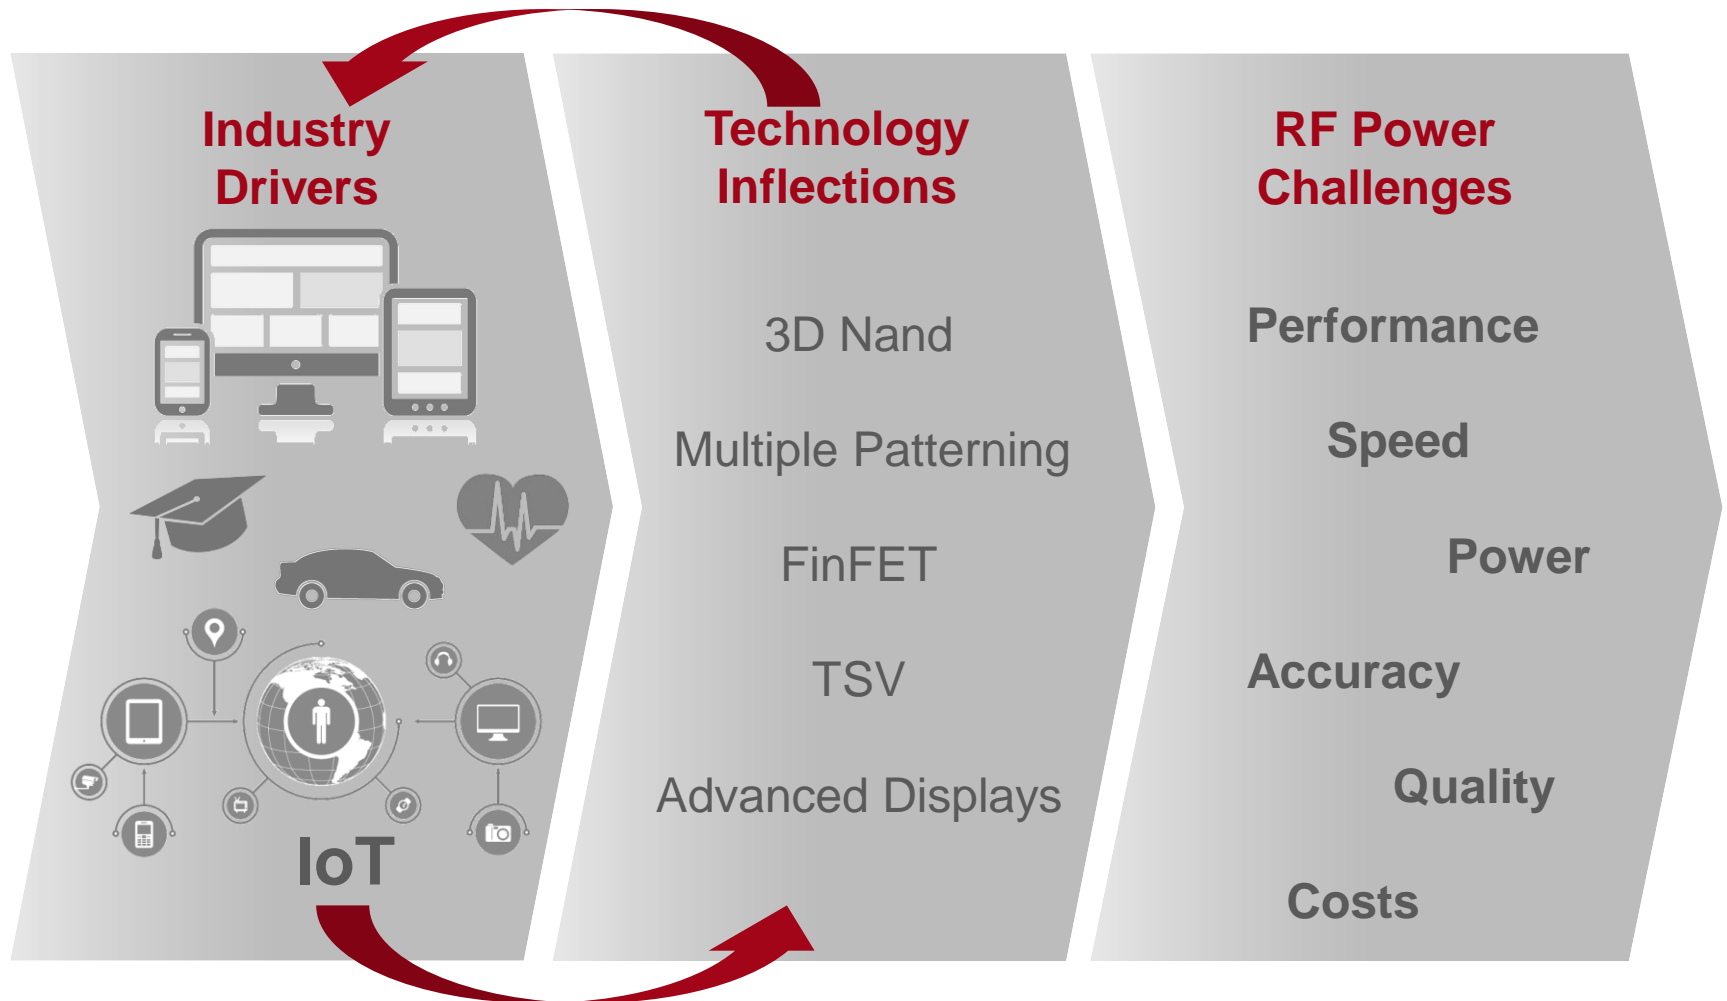 Industry
Drivers
IoT
Technology
Inflections
3D Nand
Multiple Patterning
FinFET
TSV
Advanced Displays
RF Power
Challenges
Performance
Speed
Power
Accuracy
Quality
Costs